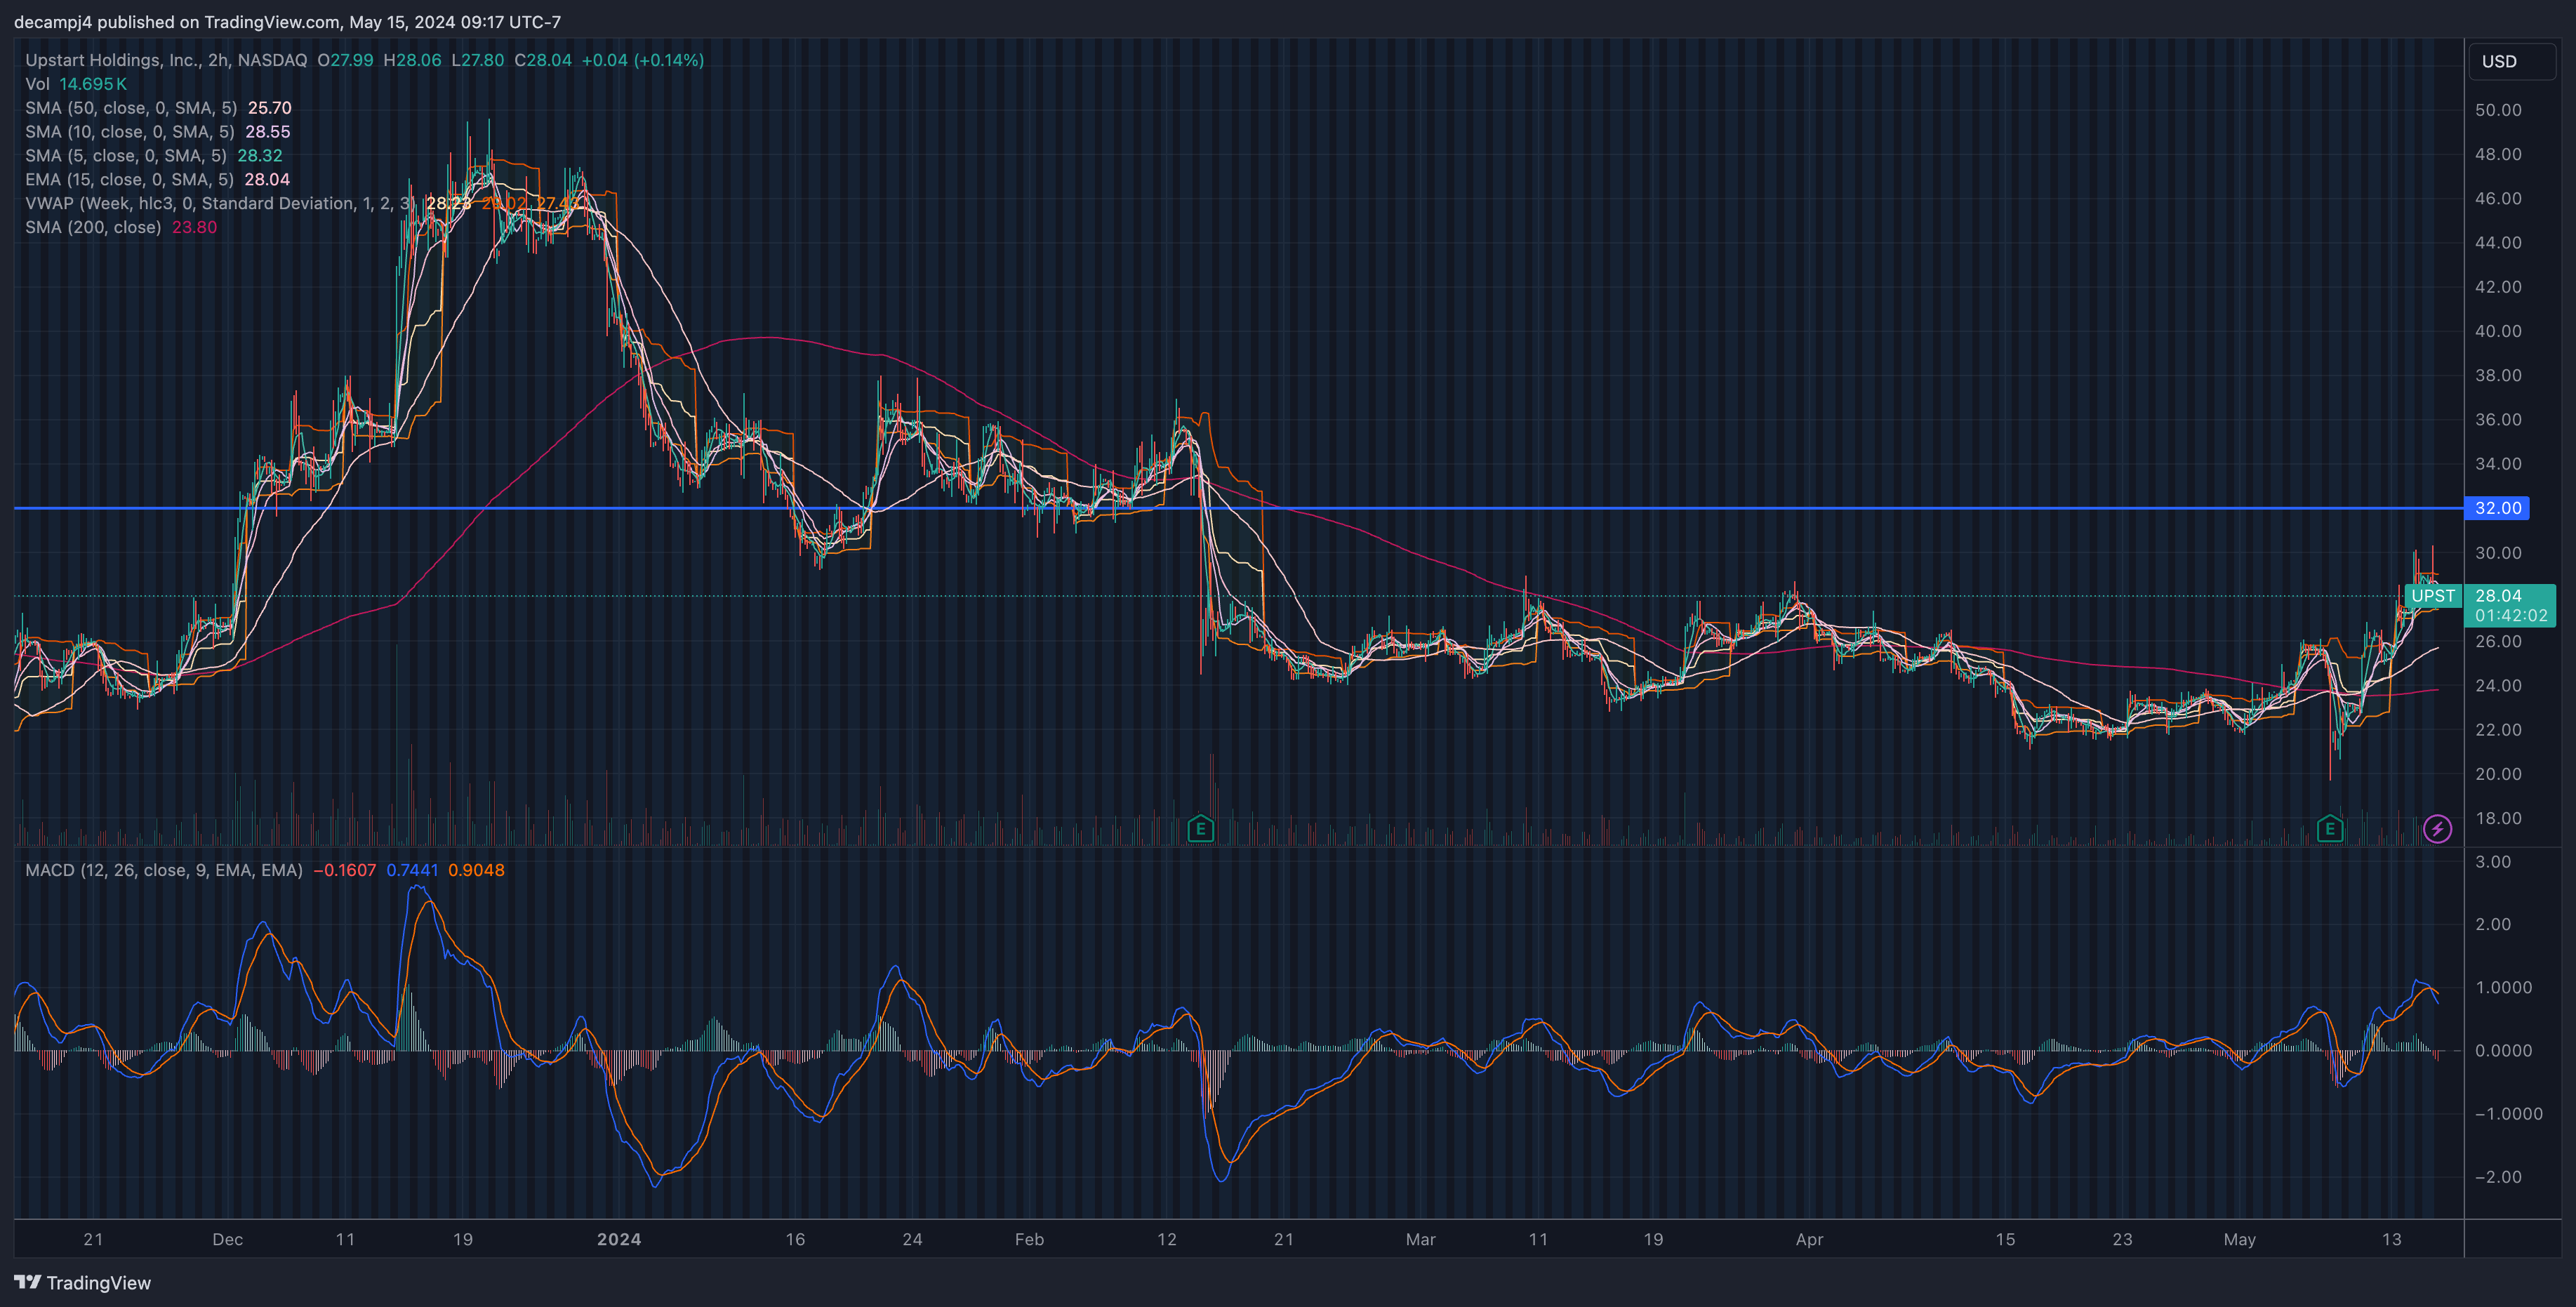 decampj4 published on TradingView.com, May 15, 2024 09:17 UTC-7
USD
Upstart Holdings, Inc., 2h, NASDAQ O27.99 H28.06 L27.80 C28.04 +0.04 (+0.14%)
Vol 14.695K
SMA (50, close, 0, SMA, 5) 25.70
SMA (10, close, 0, SMA, 5) 28.55
SMA (5, close, 0, SMA, 5) 28.32
EMA (15, close, 0, SMA, 5) 28.04
VWAP (Week, hlc3, 0, Standard Deviation, 1, 2, 3) 28.23
SMA (200, close) 23.80
50.00
48.00
46.00
44.00
42.00
40.00
38.00
36.00
34.00
32.00
30.00
UPST 28.04
01:42:02
26.00
24.00
22.00
20.00
18.00
E
E
MACD (12, 26, close, 9, EMA, EMA) −0.1607 0.7441 0.9048
3.00
2.00
1.0000
0.0000
−1.0000
−2.00
21 Dec 11 19 2024 16 24 Feb 12 21 Mar 11 19 Apr 15 23 May 13
TradingView